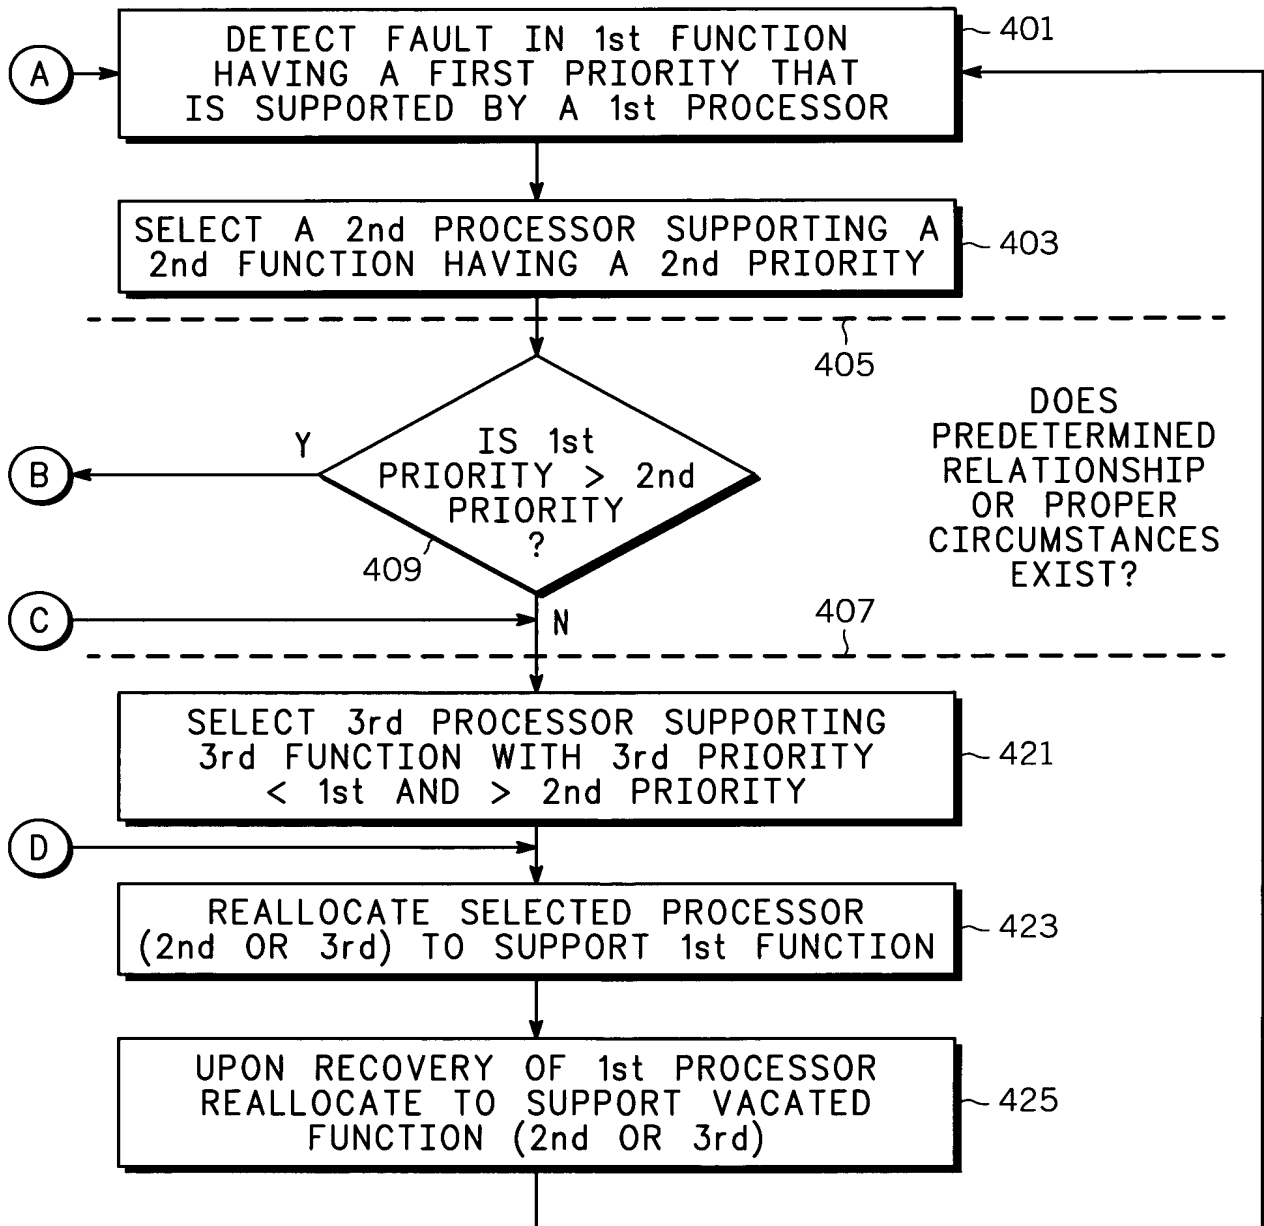 A
DETECT FAULT IN 1st FUNCTION
HAVING A FIRST PRIORITY THAT
IS SUPPORTED BY A 1st PROCESSOR
401
SELECT A 2nd PROCESSOR SUPPORTING A
2nd FUNCTION HAVING A 2nd PRIORITY
403
405
DOES
PREDETERMINED
RELATIONSHIP
OR PROPER
CIRCUMSTANCES
EXIST?
B
Y
IS 1st
PRIORITY > 2nd
PRIORITY
?
409
C
N
407
SELECT 3rd PROCESSOR SUPPORTING
3rd FUNCTION WITH 3rd PRIORITY
< 1st AND > 2nd PRIORITY
421
D
REALLOCATE SELECTED PROCESSOR
(2nd OR 3rd) TO SUPPORT 1st FUNCTION
423
UPON RECOVERY OF 1st PROCESSOR
REALLOCATE TO SUPPORT VACATED
FUNCTION (2nd OR 3rd)
425